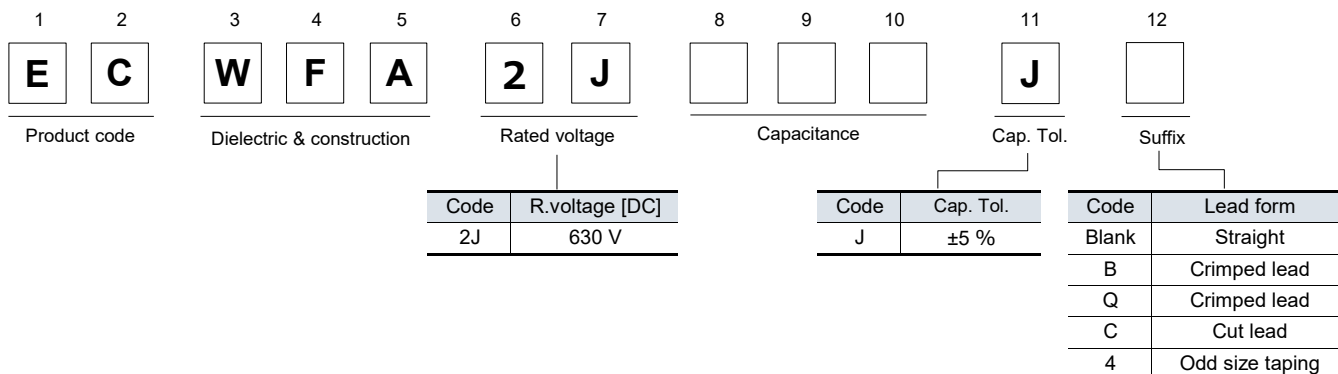 1 2 3 4 5 6 7 8 9 10 11 12
E C W F A 2 J J
Product code Dielectric & construction Rated voltage Capacitance Cap. Tol. Suffix
Code R.voltage [DC] Code Cap. Tol. Code Lead form
2J 630 V J ±5 % Blank Straight
B Crimped lead
Q Crimped lead
C Cut lead
4 Odd size taping